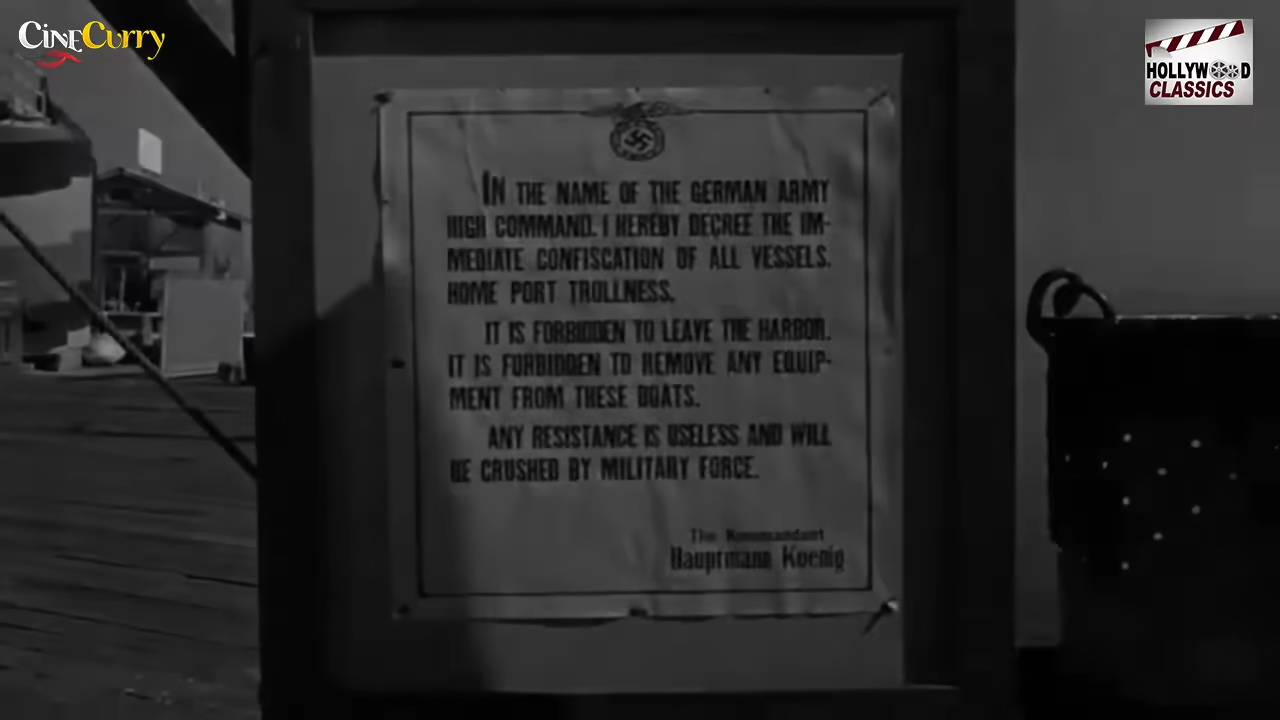 CINECURRY
HOLLYWOOD
CLASSICS
IN THE NAME OF THE GERMAN ARMY
HIGH COMMAND. I HEREBY DECREE THE IM-
MEDIATE CONFISCATION OF ALL VESSELS.
HOME PORT TROLLNESS.
IT IS FORBIDDEN TO LEAVE THE HARBOR.
IT IS FORBIDDEN TO REMOVE ANY EQUIP-
MENT FROM THESE BOATS.
ANY RESISTANCE IS USELESS AND WILL
BE CRUSHED BY MILITARY FORCE.
The Kommandant
Hauptmann Koenig